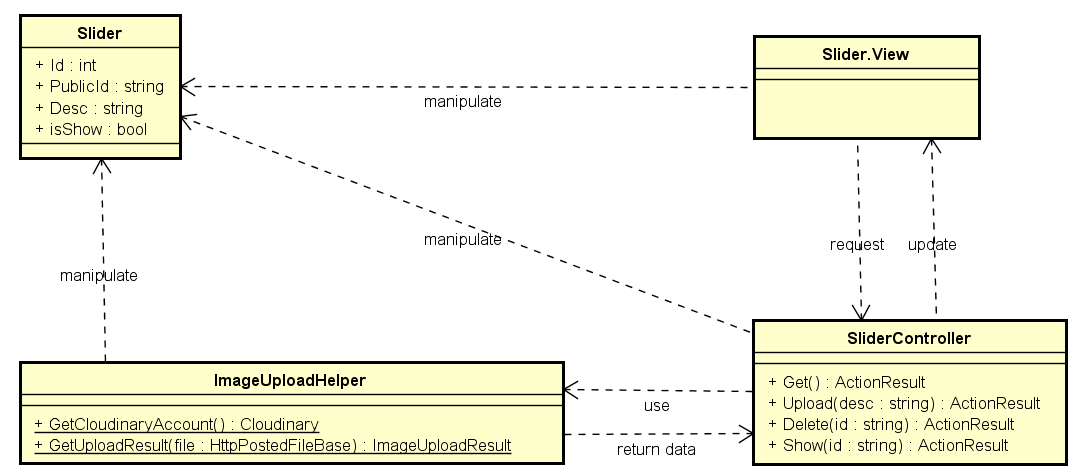 Slider
+ Id : int
+ PublicId : string
+ Desc : string
+ isShow : bool
Slider.View
manipulate
manipulate
request
update
manipulate
SliderController
+ Get() : ActionResult
+ Upload(desc : string) : ActionResult
+ Delete(id : string) : ActionResult
+ Show(id : string) : ActionResult
ImageUploadHelper
+ GetCloudinaryAccount() : Cloudinary
+ GetUploadResult(file : HttpPostedFileBase) : ImageUploadResult
use
return data